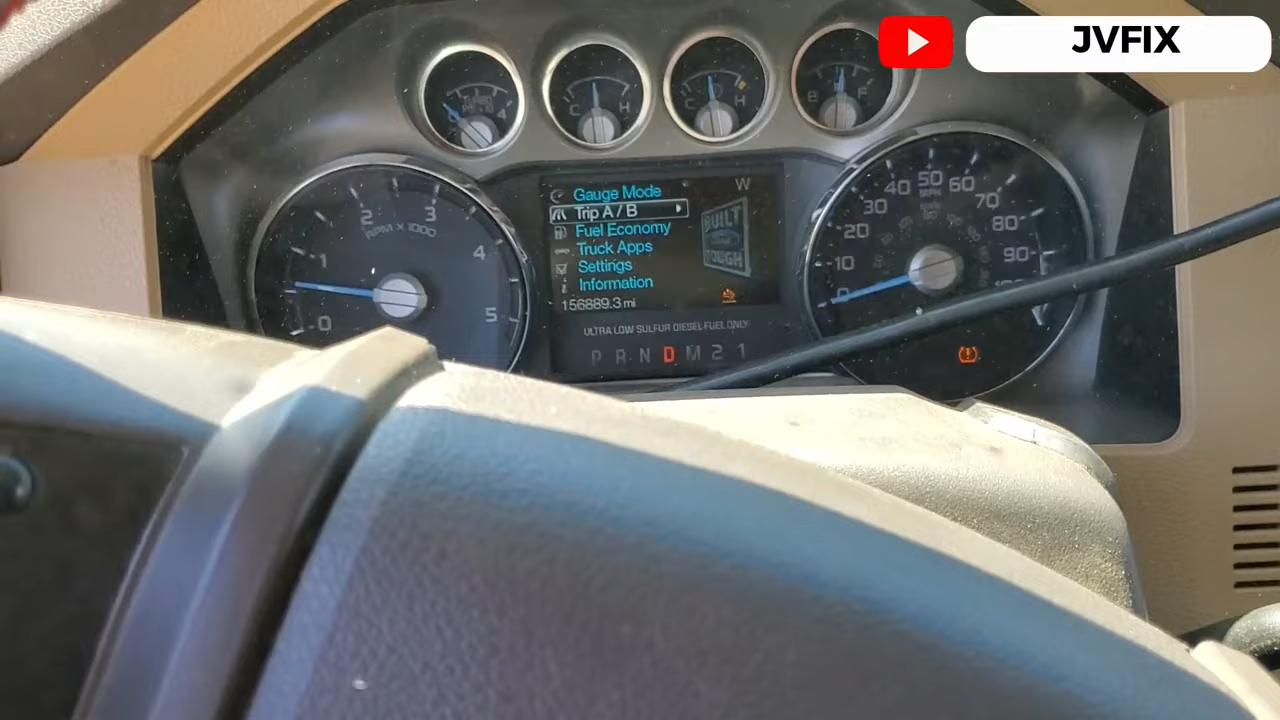 JVFIX
TURBO
C H
C H
E F
Gauge Mode
W
Trip A / B
Fuel Economy
Truck Apps
Settings
Information
156889.3 mi
BUILT
Ford
TOUGH
ULTRA LOW SULFUR DIESEL FUEL ONLY
P R N D M 2 1
0 1 2 3 4 5
RPM X 1000
0 10 20 30 40 50 60 70 80 90
MPH